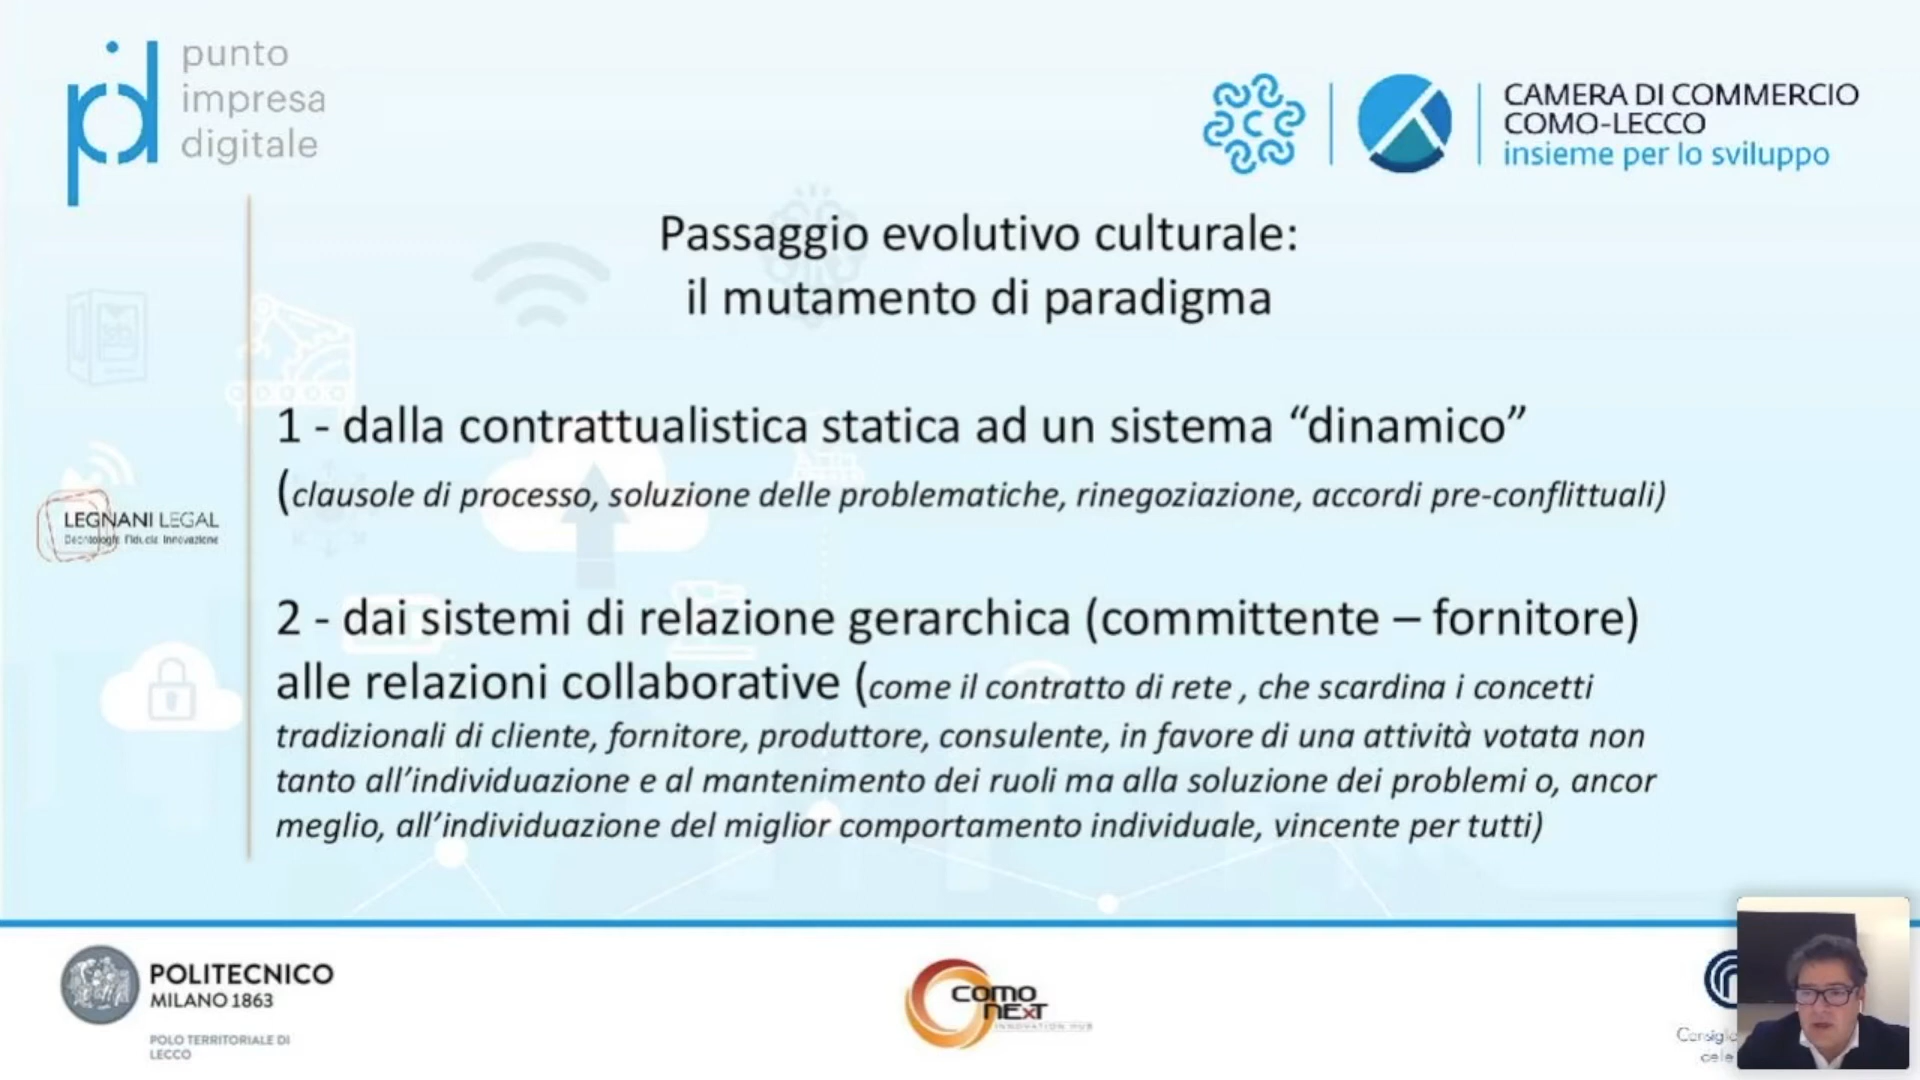 punto
impresa
digitale
CAMERA DI COMMERCIO
COMO-LECCO
insieme per lo sviluppo
Passaggio evolutivo culturale:
il mutamento di paradigma
1 - dalla contrattualistica statica ad un sistema “dinamico”
(clausole di processo, soluzione delle problematiche, rinegoziazione, accordi pre-conflittuali)
LEGNANI LEGAL
Deontologia Fiducia Innovazione
2 - dai sistemi di relazione gerarchica (committente – fornitore)
alle relazioni collaborative (come il contratto di rete , che scardina i concetti
tradizionali di cliente, fornitore, produttore, consulente, in favore di una attività votata non
tanto all’individuazione e al mantenimento dei ruoli ma alla soluzione dei problemi o, ancor
meglio, all’individuazione del miglior comportamento individuale, vincente per tutti)
POLITECNICO
MILANO 1863
POLO TERRITORIALE DI
LECCO
COMO
NExT
INNOVATION HUB